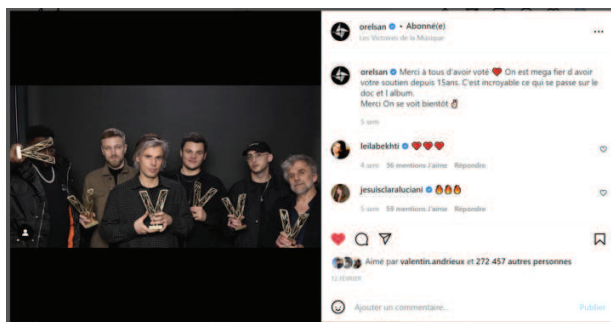 orelsan • Abonné(e)
Les Victoires de la Musique
orelsan Merci à tous d'avoir voté ❤️ On est mega fier d avoir
votre soutien depuis 15ans. C'est incroyable ce qui se passe sur le
doc et l album.
Merci On se voit bientôt ✌🏻
5 sem
leilabekhti ❤️❤️❤️
4 sem 36 mentions J'aime Répondre
jesuisclaraluciani 🔥🔥🔥
5 sem 58 mentions J'aime Répondre
Aimé par valentin.andrieux et 272 457 autres personnes
12 FÉVRIER
Ajouter un commentaire...
Publier